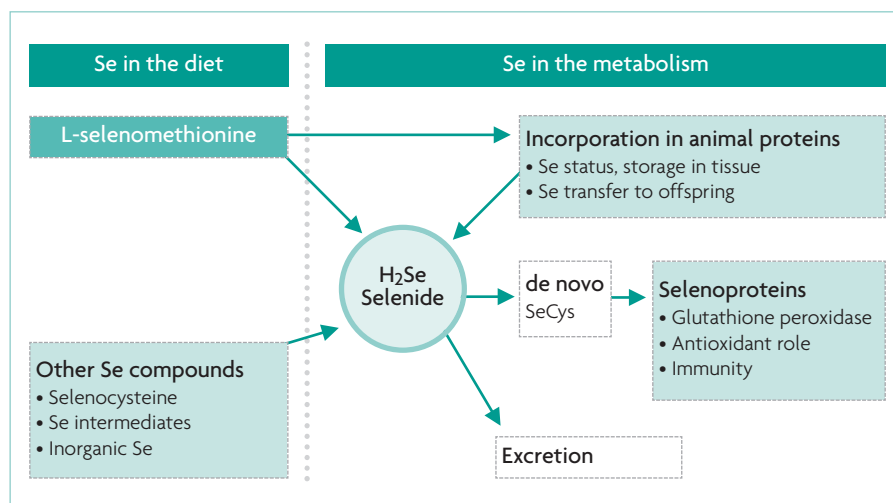 Se in the diet
Se in the metabolism
L-selenomethionine
Incorporation in animal proteins
• Se status, storage in tissue
• Se transfer to offspring
H₂Se
Selenide
de novo
SeCys
Selenoproteins
• Glutathione peroxidase
• Antioxidant role
• Immunity
Other Se compounds
• Selenocysteine
• Se intermediates
• Inorganic Se
Excretion